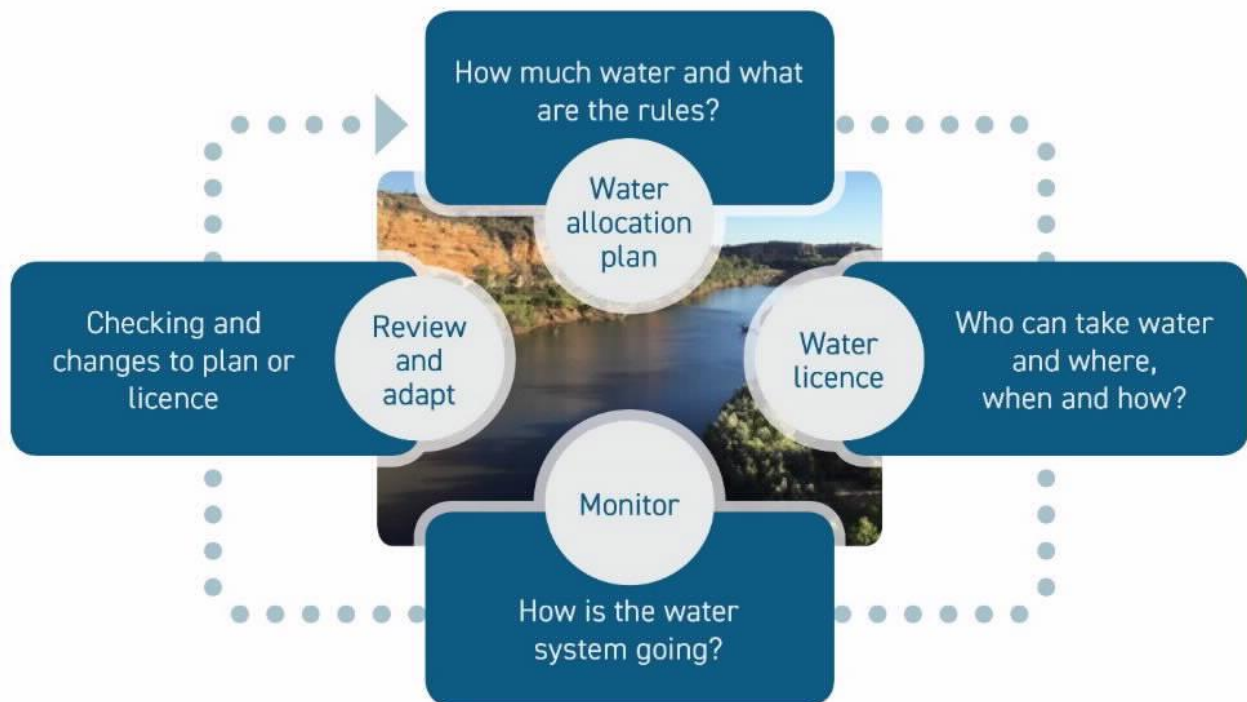 How much water and what
are the rules?
Water
allocation
plan
Who can take water
and where,
when and how?
Water
licence
Monitor
How is the water
system going?
Checking and
changes to plan or
licence
Review
and
adapt